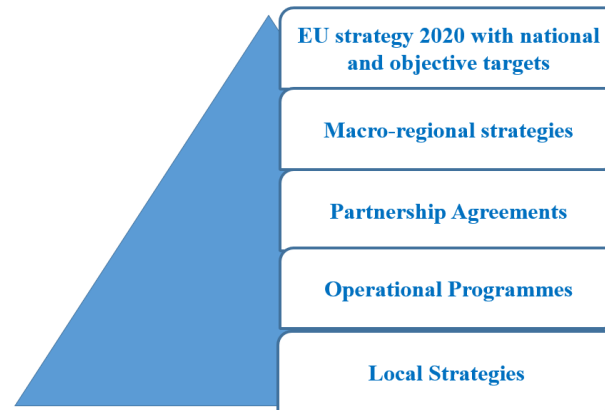 EU strategy 2020 with national
and objective targets
Macro-regional strategies
Partnership Agreements
Operational Programmes
Local Strategies